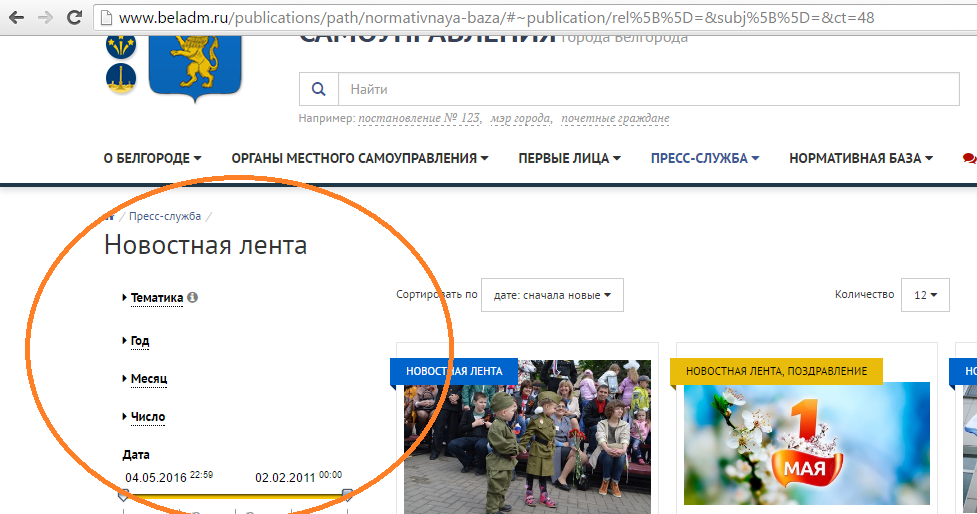 www.beladm.ru/publications/path/normativnaya-baza/#~publication/rel%5B%5D=&subj%5B%5D=&ct=48
САМОУПРАВЛЕНИЯ города Белгорода
Найти
Например: постановление № 123, мэр города, почетные граждане
О БЕЛГОРОДЕ ОРГАНЫ МЕСТНОГО САМОУПРАВЛЕНИЯ ПЕРВЫЕ ЛИЦА ПРЕСС-СЛУЖБА НОРМАТИВНАЯ БАЗА
/ Пресс-служба /
Новостная лента
Тематика
Сортировать по дате: сначала новые Количество 12
Год
Месяц
Число
Дата
04.05.2016 22:59 02.02.2011 00:00
НОВОСТНАЯ ЛЕНТА
НОВОСТНАЯ ЛЕНТА, ПОЗДРАВЛЕНИЕ
1
МАЯ